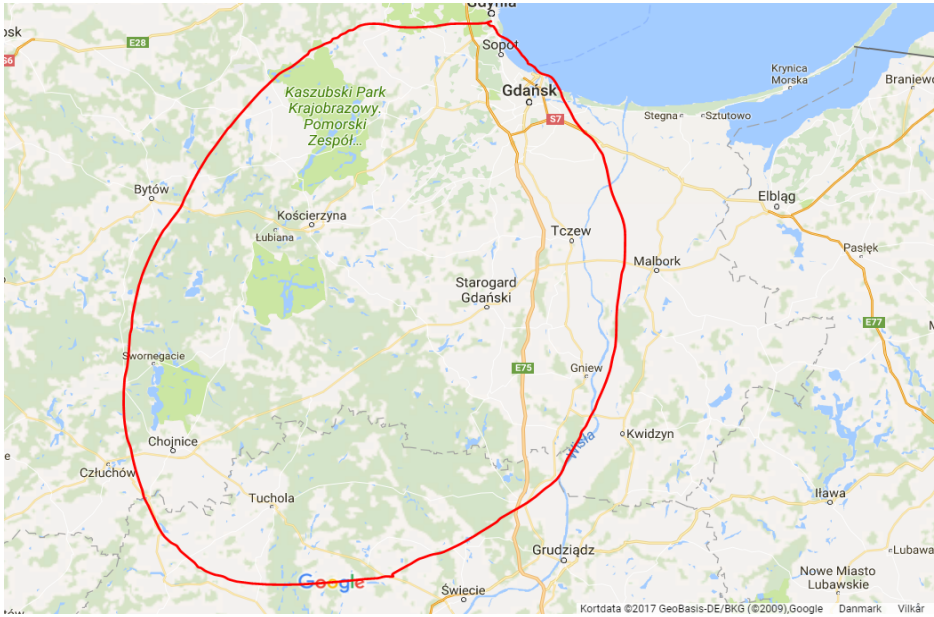 Gdynia
E28
Sopot
S6
Kaszubski Park
Krajobrazowy.
Pomorski
Zespół...
Gdańsk
S7
Krynica
Morska
Braniewo
Stegna
Sztutowo
Bytów
Elbląg
Kościerzyna
Łubiana
Tczew
Pasłęk
Malbork
Starogard
Gdański
E77
Swornegacie
E75
Gniew
Chojnice
Wisła
Kwidzyn
Człuchów
Tuchola
Iława
Grudziądz
Lubawa
Google
Nowe Miasto
Lubawskie
Świecie
Kortdata ©2017 GeoBasis-DE/BKG (©2009),Google Danmark Vilkår